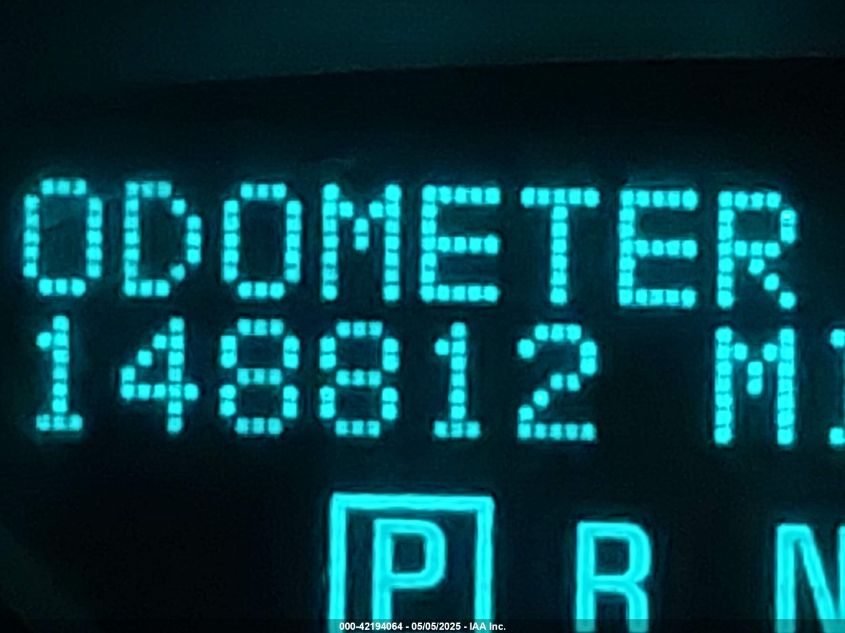 ODOMETER
148812 MI
P R N
000-42194064 - 05/05/2025 - IAA Inc.